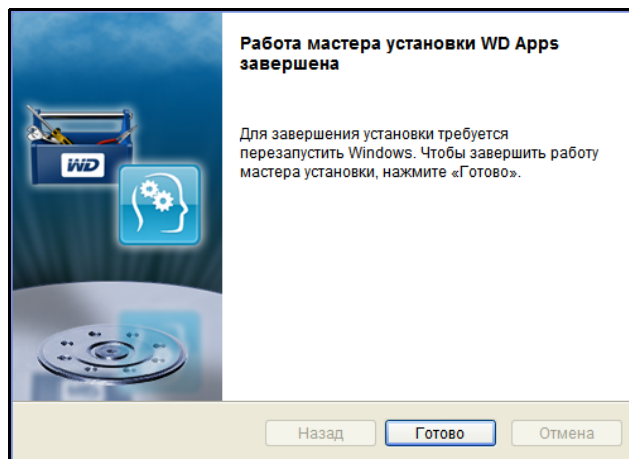 Работа мастера установки WD Apps
завершена
WD
Для завершения установки требуется
перезапустить Windows. Чтобы завершить работу
мастера установки, нажмите «Готово».
Назад
Готово
Отмена